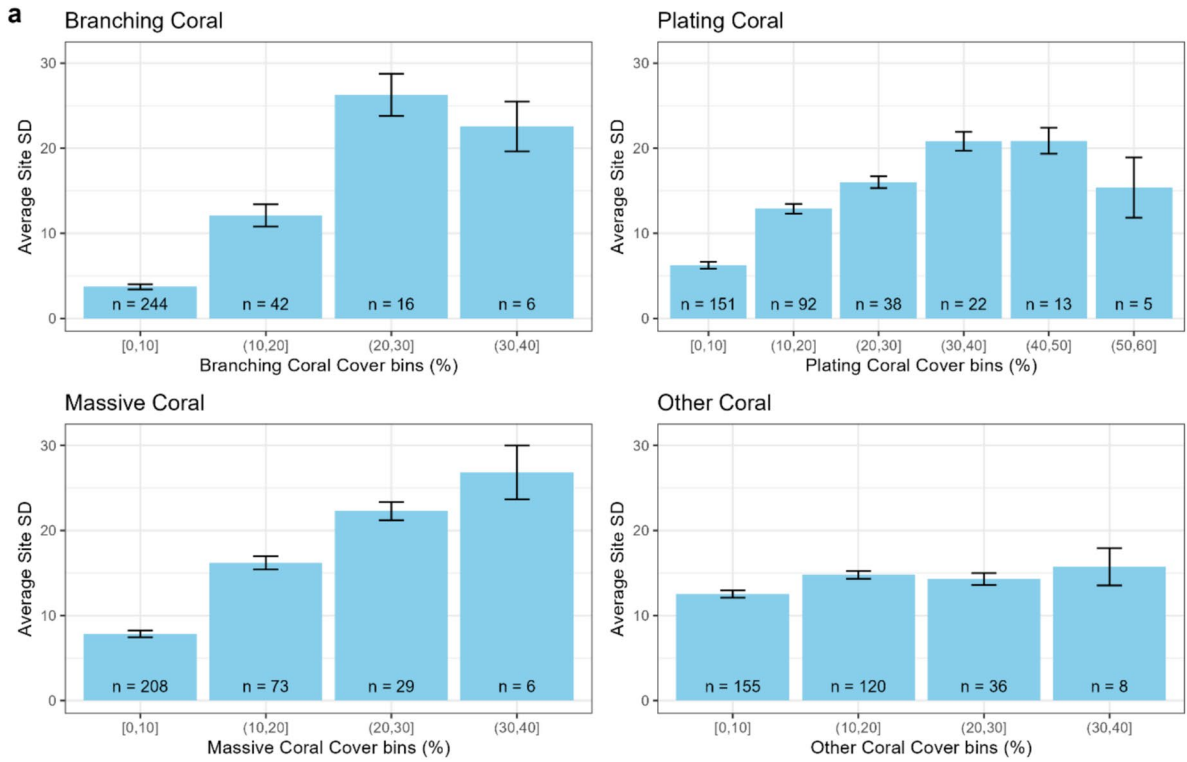 a
Branching Coral
Average Site SD
30
20
10
0
n = 244
n = 42
n = 16
n = 6
[0,10]
(10,20]
(20,30]
(30,40]
Branching Coral Cover bins (%)
Plating Coral
Average Site SD
30
20
10
0
n = 151
n = 92
n = 38
n = 22
n = 13
n = 5
[0,10]
(10,20]
(20,30]
(30,40]
(40,50]
(50,60]
Plating Coral Cover bins (%)
Massive Coral
Average Site SD
30
20
10
0
n = 208
n = 73
n = 29
n = 6
[0,10]
(10,20]
(20,30]
(30,40]
Massive Coral Cover bins (%)
Other Coral
Average Site SD
30
20
10
0
n = 155
n = 120
n = 36
n = 8
[0,10]
(10,20]
(20,30]
(30,40]
Other Coral Cover bins (%)